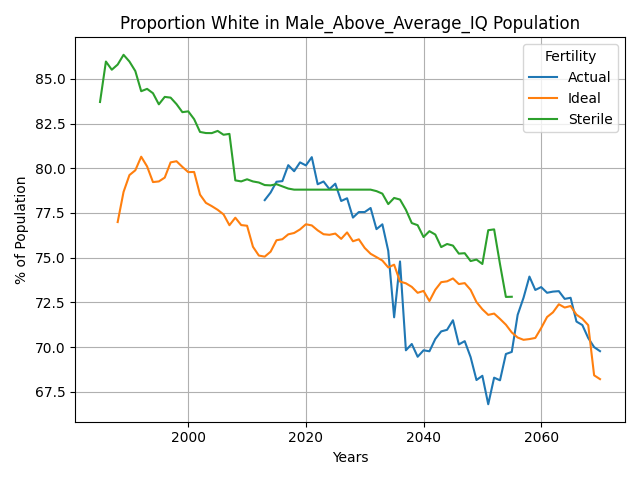 Proportion White in Male_Above_Average_IQ Population
% of Population
85.0
82.5
80.0
77.5
75.0
72.5
70.0
67.5
Fertility
Actual
Ideal
Sterile
2000
2020
2040
2060
Years